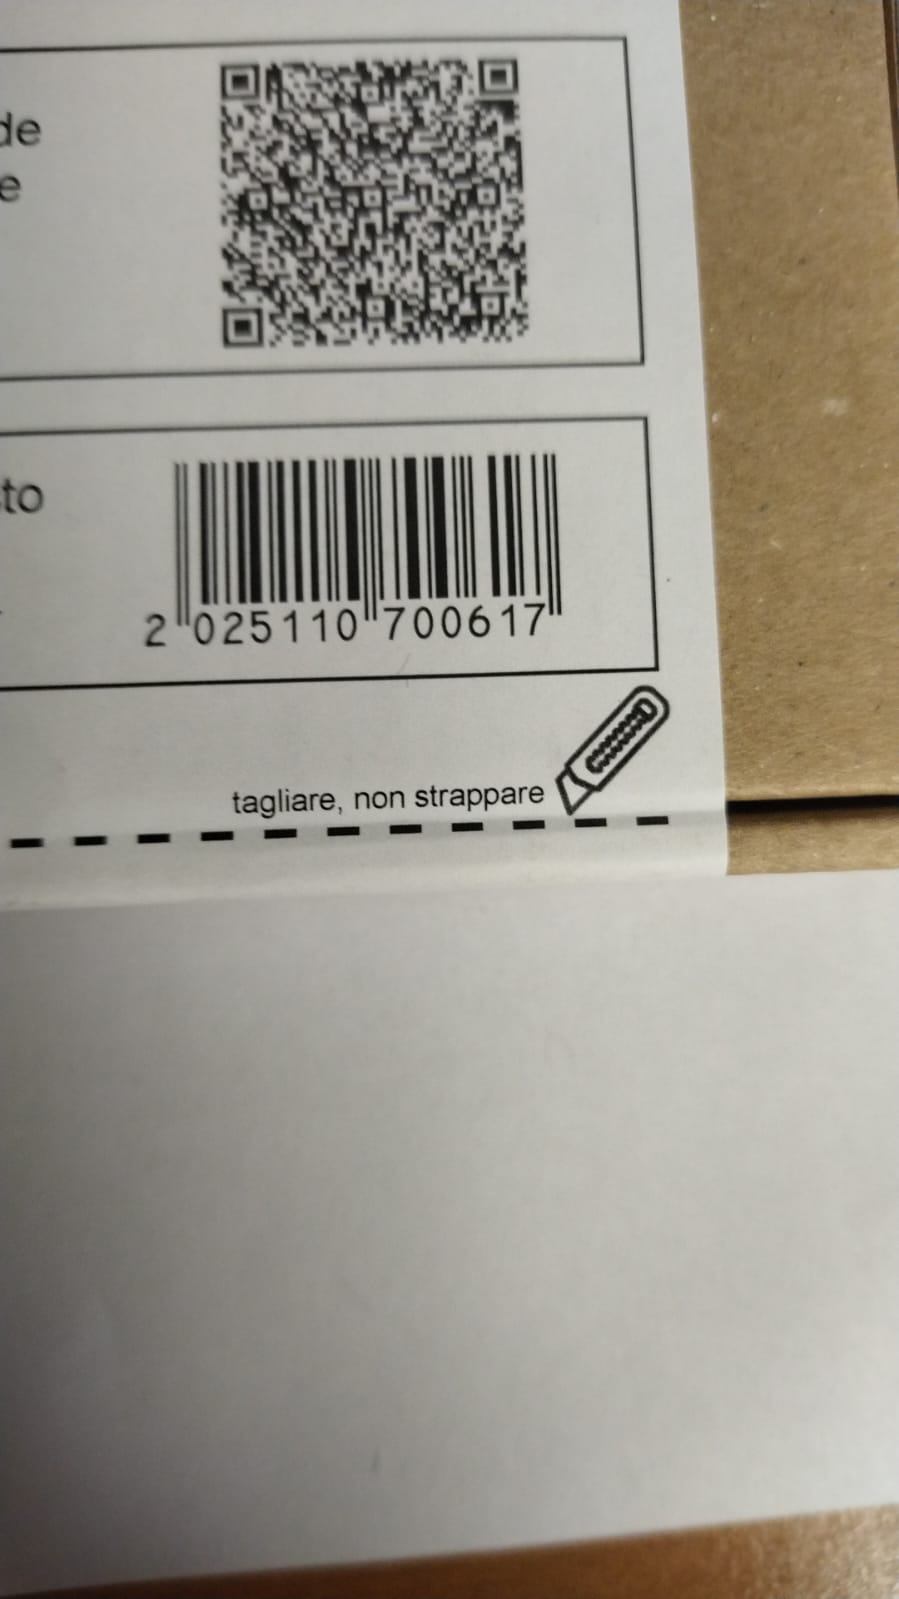 de
e
to
2 025110 700617
tagliare, non strappare